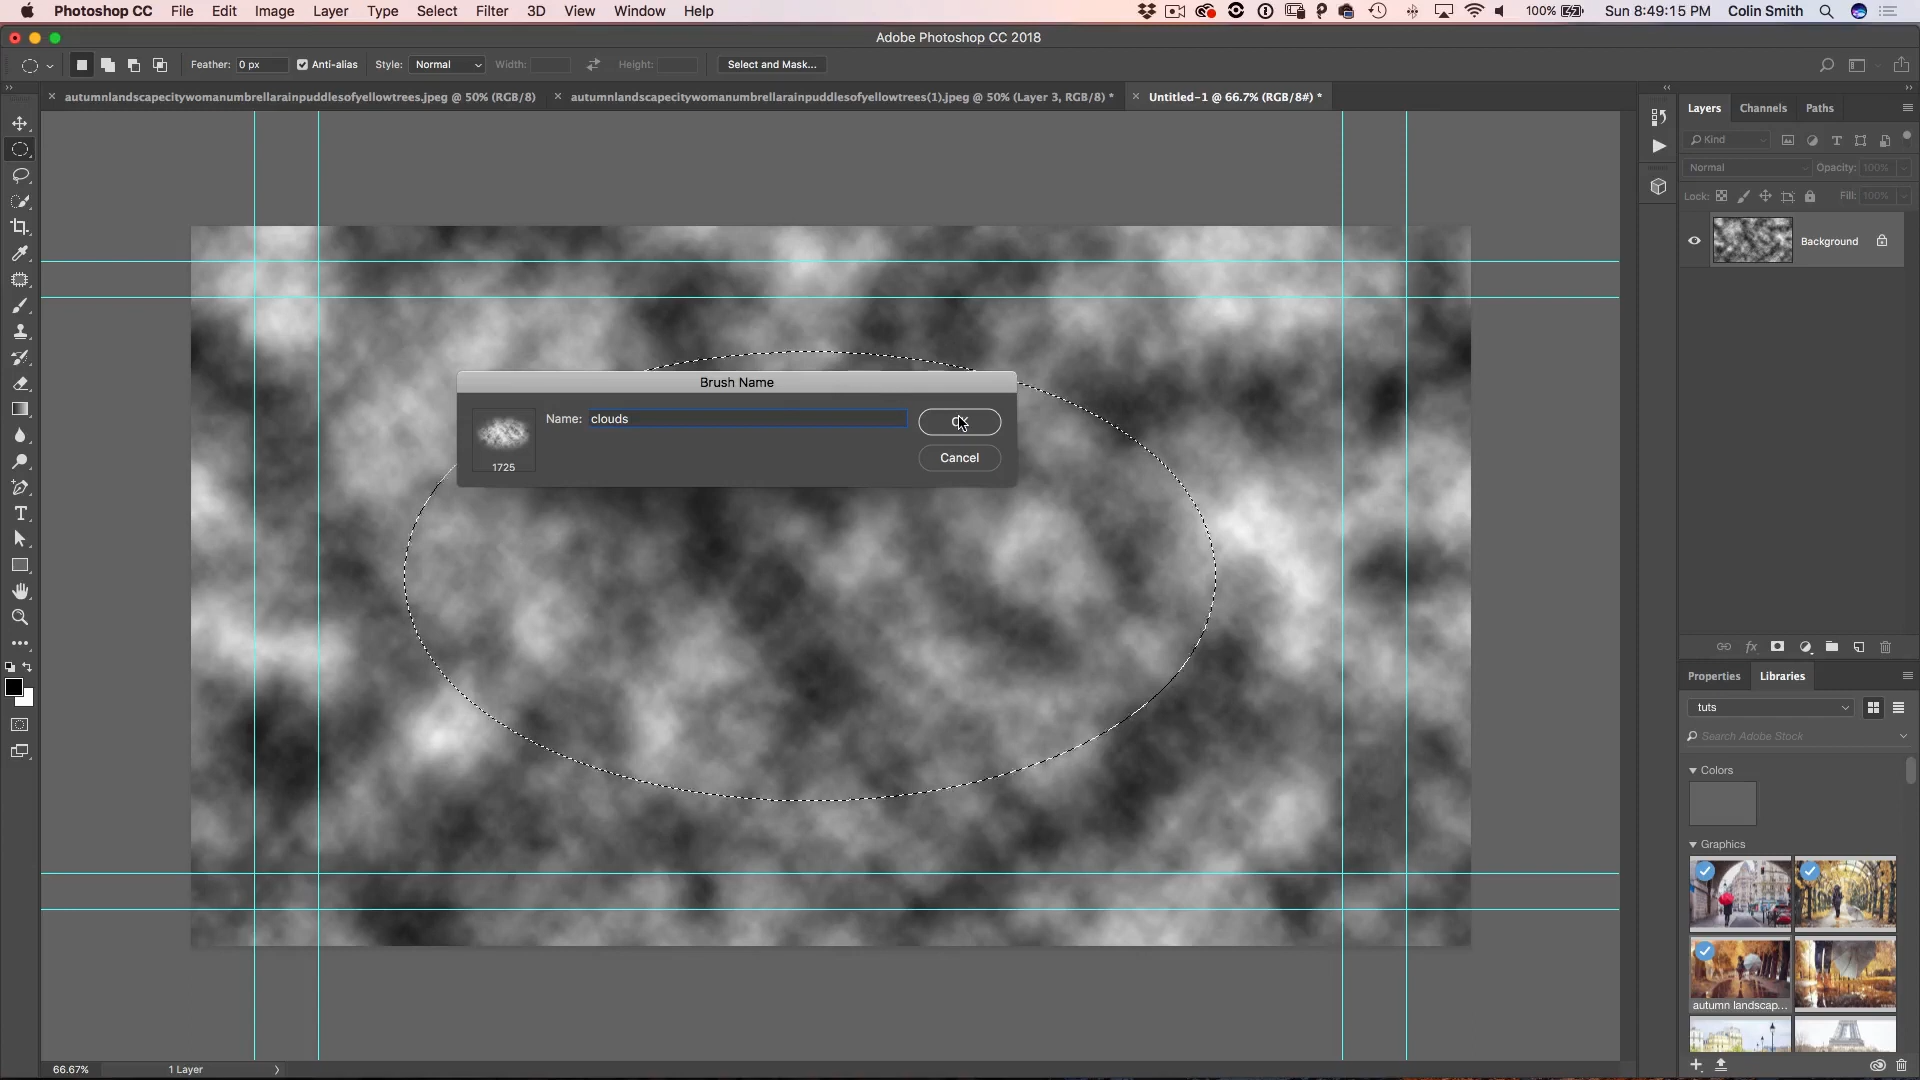 Photoshop CC File Edit Image Layer Type Select Filter 3D View Window Help 100% Sun 8:49:15 PM Colin Smith
Adobe Photoshop CC 2018
Feather: 0 px Anti-alias Style: Normal Width: Height: Select and Mask...
autumnlandscapecitywomanumbrellarainpuddlesofyellowtrees.jpeg @ 50% (RGB/8) autumnlandscapecitywomanumbrellarainpuddlesofyellowtrees(1).jpeg @ 50% (Layer 3, RGB/8) * Untitled-1 @ 66.7% (RGB/8#) *
Layers Channels Paths
Kind
Normal Opacity: 100%
Lock: Fill: 100%
Background
Brush Name
Name: clouds
1725
Cancel
Properties Libraries
tuts
Search Adobe Stock
Colors
Graphics
autumn landscap...
66.67% 1 Layer